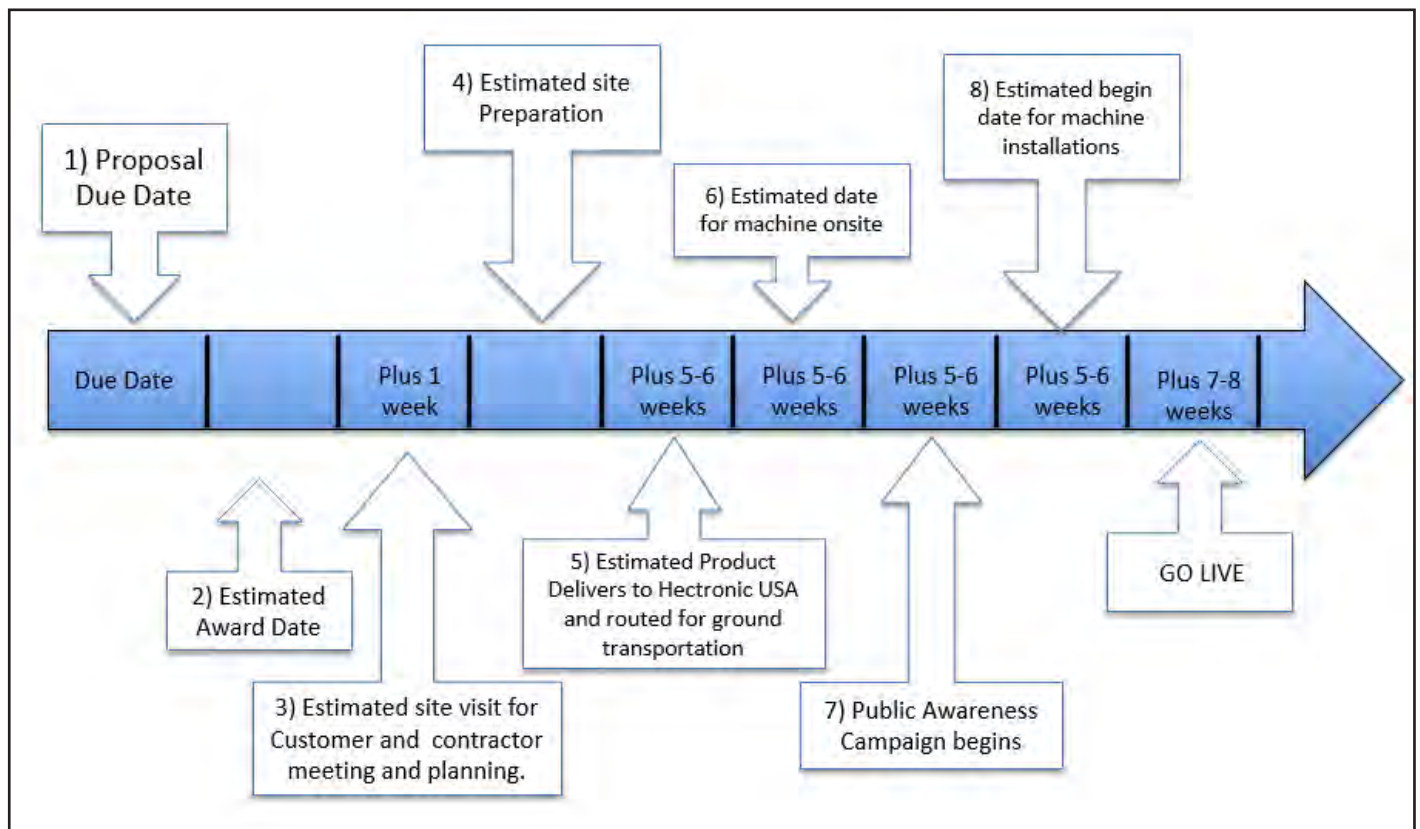 1) Proposal
Due Date
4) Estimated site
Preparation
6) Estimated date
for machine onsite
8) Estimated begin
date for machine
installations
Due Date
Plus 1
week
Plus 5-6
weeks
Plus 5-6
weeks
Plus 5-6
weeks
Plus 5-6
weeks
Plus 7-8
weeks
2) Estimated
Award Date
3) Estimated site visit for
Customer and contractor
meeting and planning.
5) Estimated Product
Delivers to Hectronic USA
and routed for ground
transportation
7) Public Awareness
Campaign begins
GO LIVE